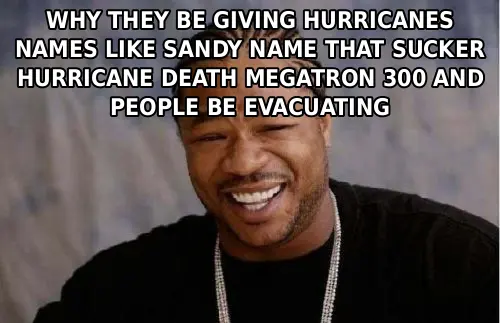 WHY THEY BE GIVING HURRICANES
NAMES LIKE SANDY NAME THAT SUCKER
HURRICANE DEATH MEGATRON 300 AND
PEOPLE BE EVACUATING